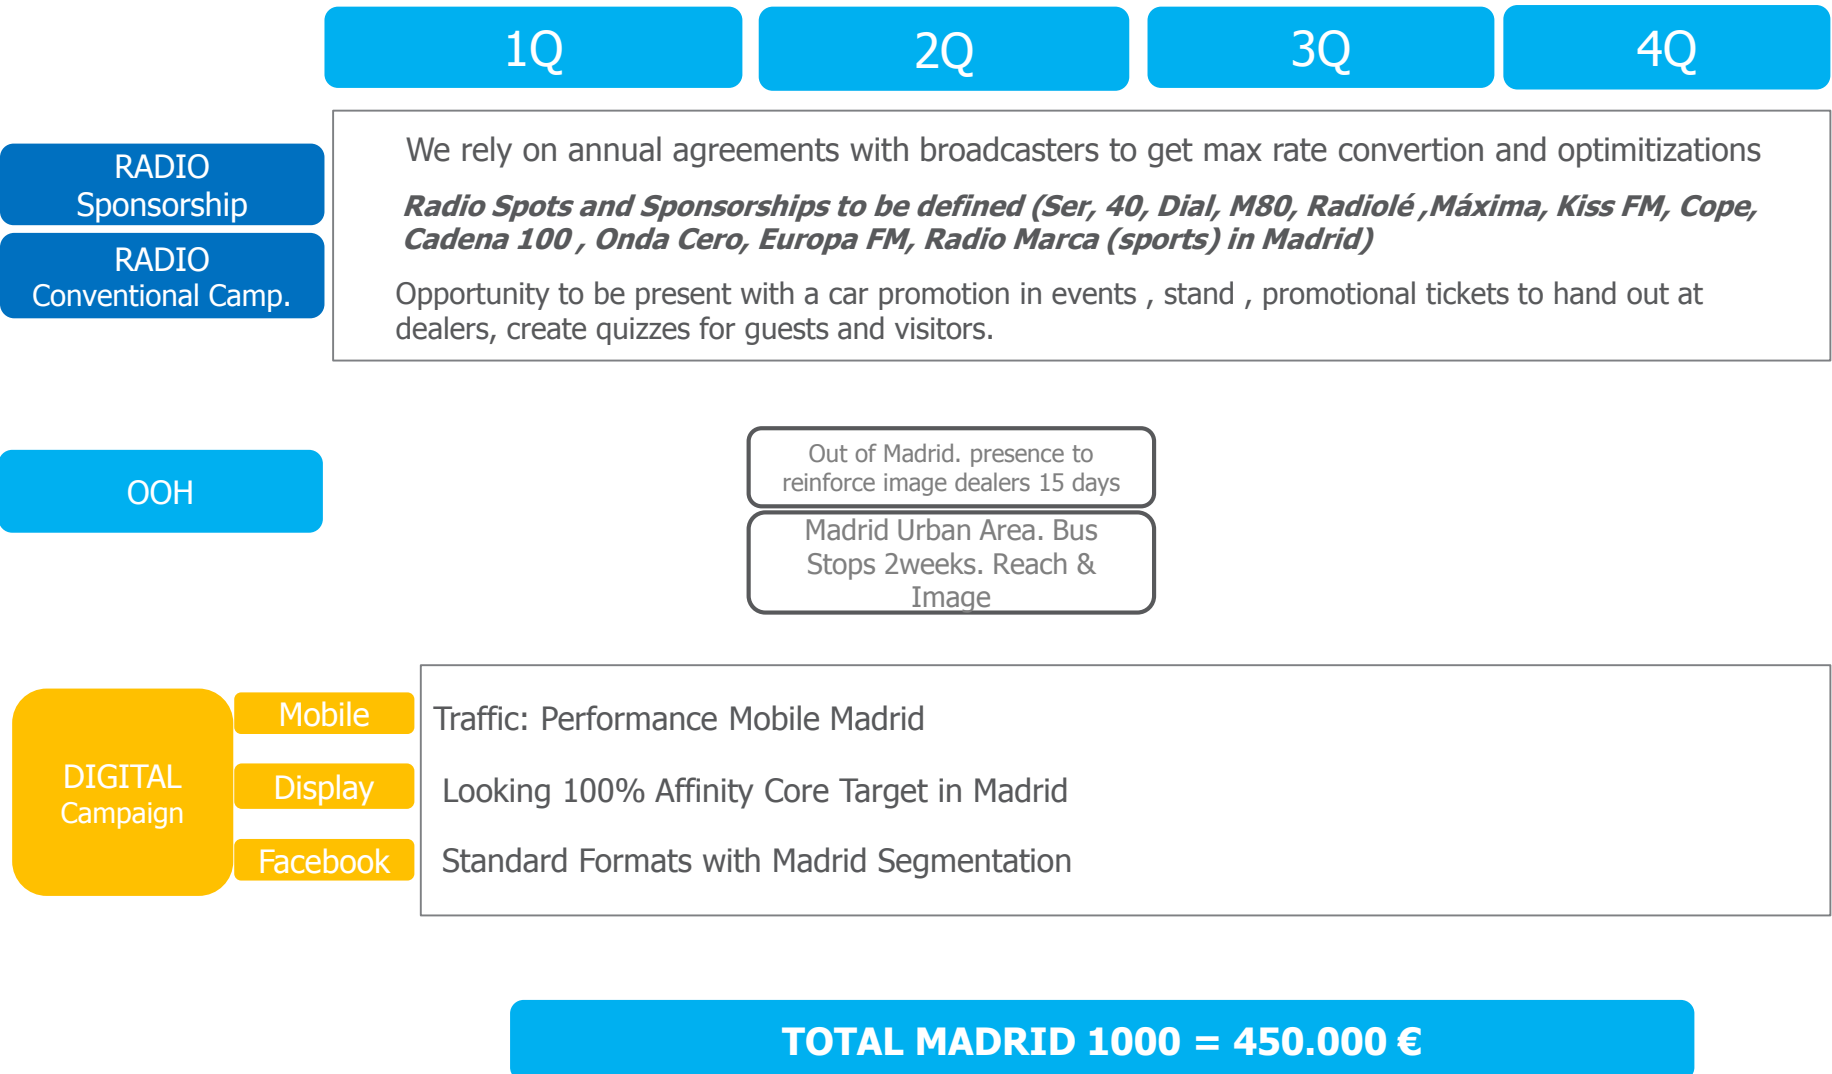 1Q
2Q
3Q
4Q
RADIO
Sponsorship
RADIO
Conventional Camp.
We rely on annual agreements with broadcasters to get max rate convertion and optimitizations
Radio Spots and Sponsorships to be defined (Ser, 40, Dial, M80, Radiolé ,Máxima, Kiss FM, Cope,
Cadena 100 , Onda Cero, Europa FM, Radio Marca (sports) in Madrid)
Opportunity to be present with a car promotion in events , stand , promotional tickets to hand out at
dealers, create quizzes for guests and visitors.
OOH
Out of Madrid. presence to
reinforce image dealers 15 days
Madrid Urban Area. Bus
Stops 2weeks. Reach &
Image
DIGITAL
Campaign
Mobile
Traffic: Performance Mobile Madrid
Display
Looking 100% Affinity Core Target in Madrid
Facebook
Standard Formats with Madrid Segmentation
TOTAL MADRID 1000 = 450.000 €